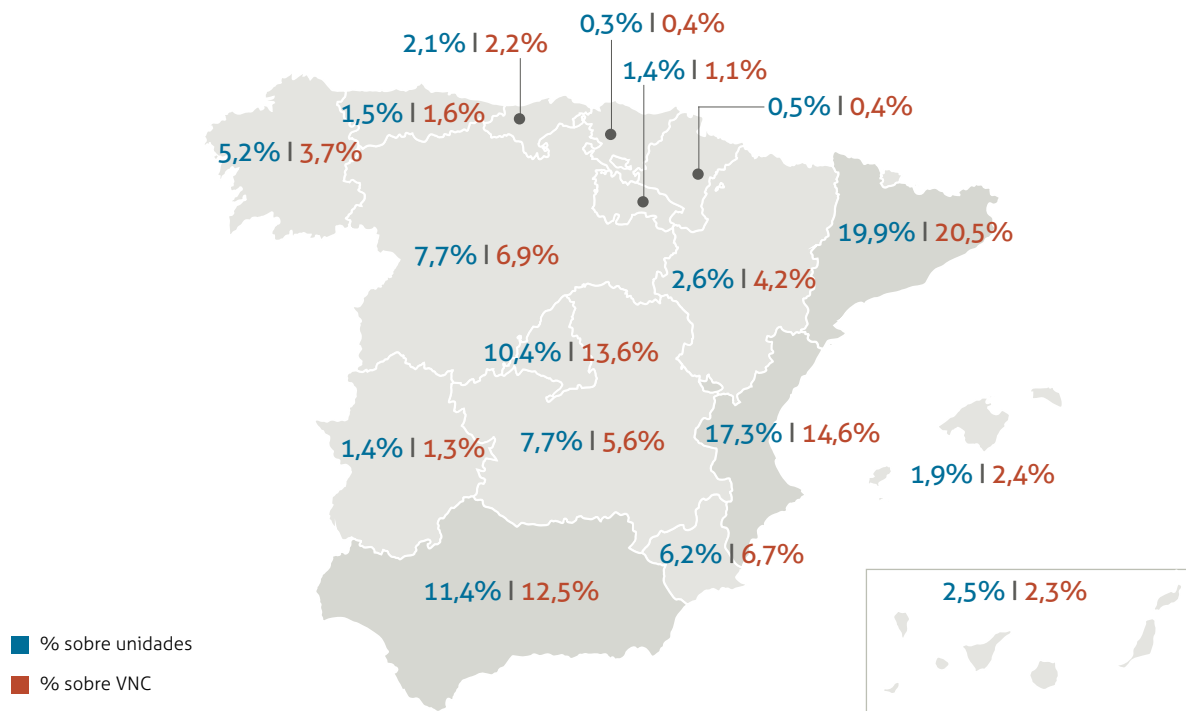 0,3% | 0,4%
2,1% | 2,2%
1,4% | 1,1%
0,5% | 0,4%
1,5% | 1,6%
5,2% | 3,7%
19,9% | 20,5%
7,7% | 6,9%
2,6% | 4,2%
10,4% | 13,6%
17,3% | 14,6%
7,7% | 5,6%
1,4% | 1,3%
1,9% | 2,4%
6,2% | 6,7%
11,4% | 12,5%
2,5% | 2,3%
% sobre unidades
% sobre VNC